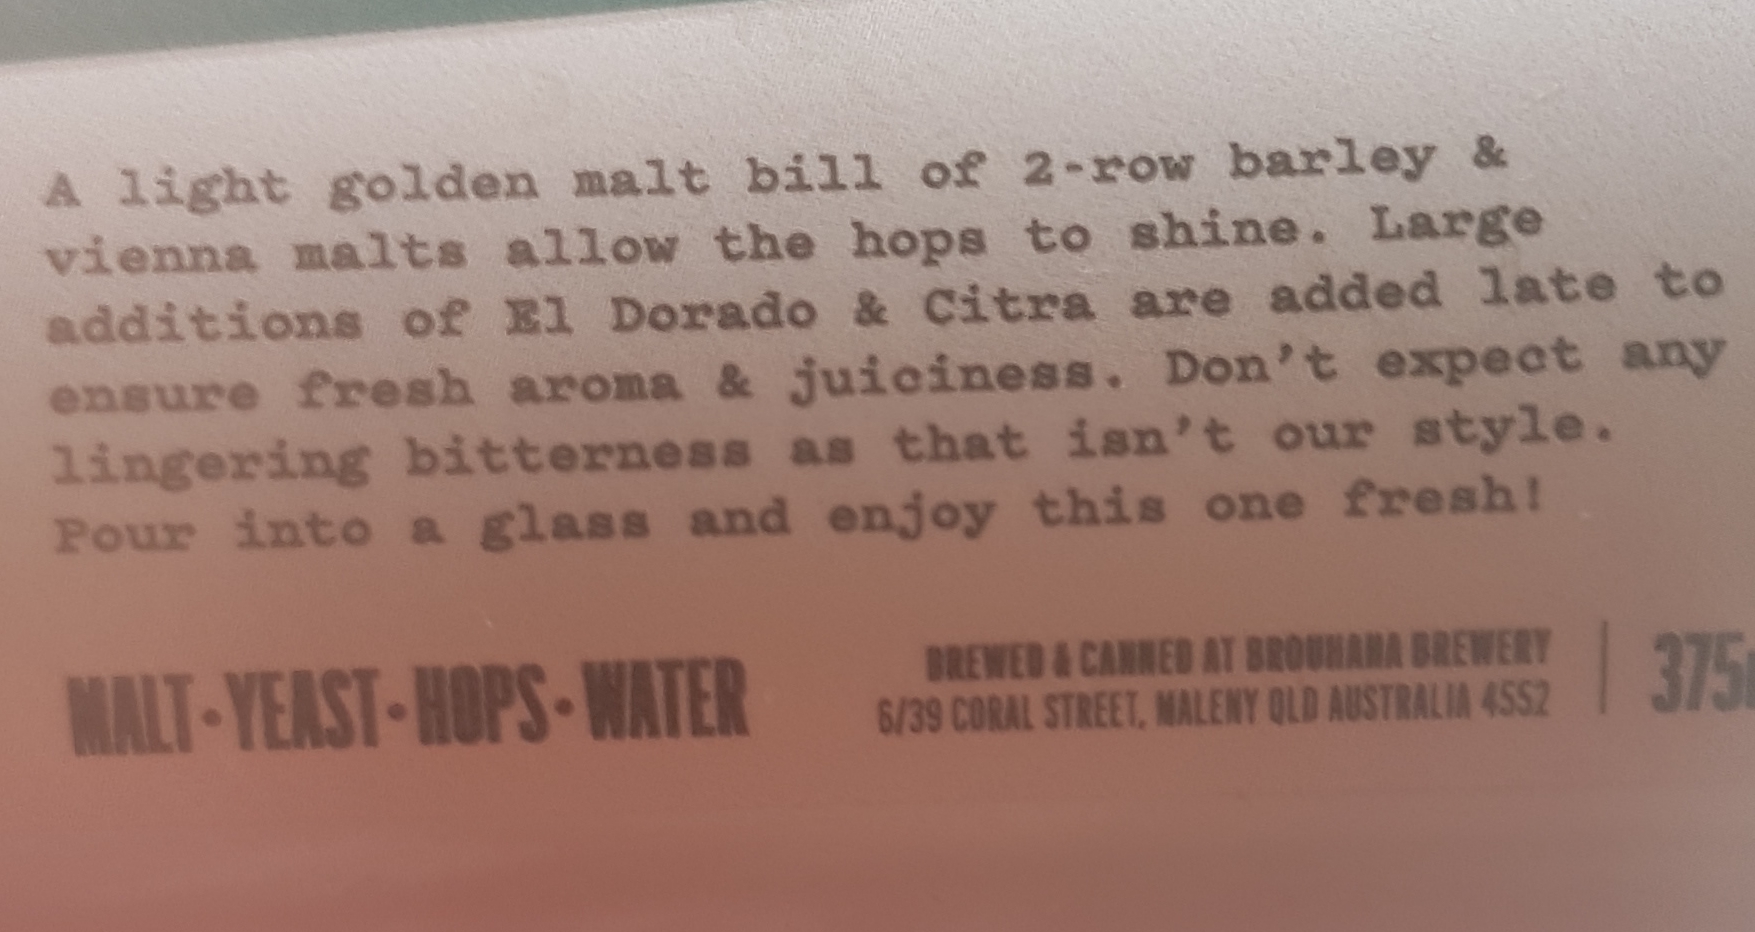 A light golden malt bill of 2-row barley &
vienna malts allow the hops to shine. Large
additions of El Dorado & Citra are added late to
ensure fresh aroma & juiciness. Don't expect any
lingering bitterness as that isn't our style.
Pour into a glass and enjoy this one fresh!
MALT·YEAST·HOPS·WATER
BREWED & CANNED AT BROUHAHA BREWERY
6/39 CORAL STREET, MALENY QLD AUSTRALIA 4552
375